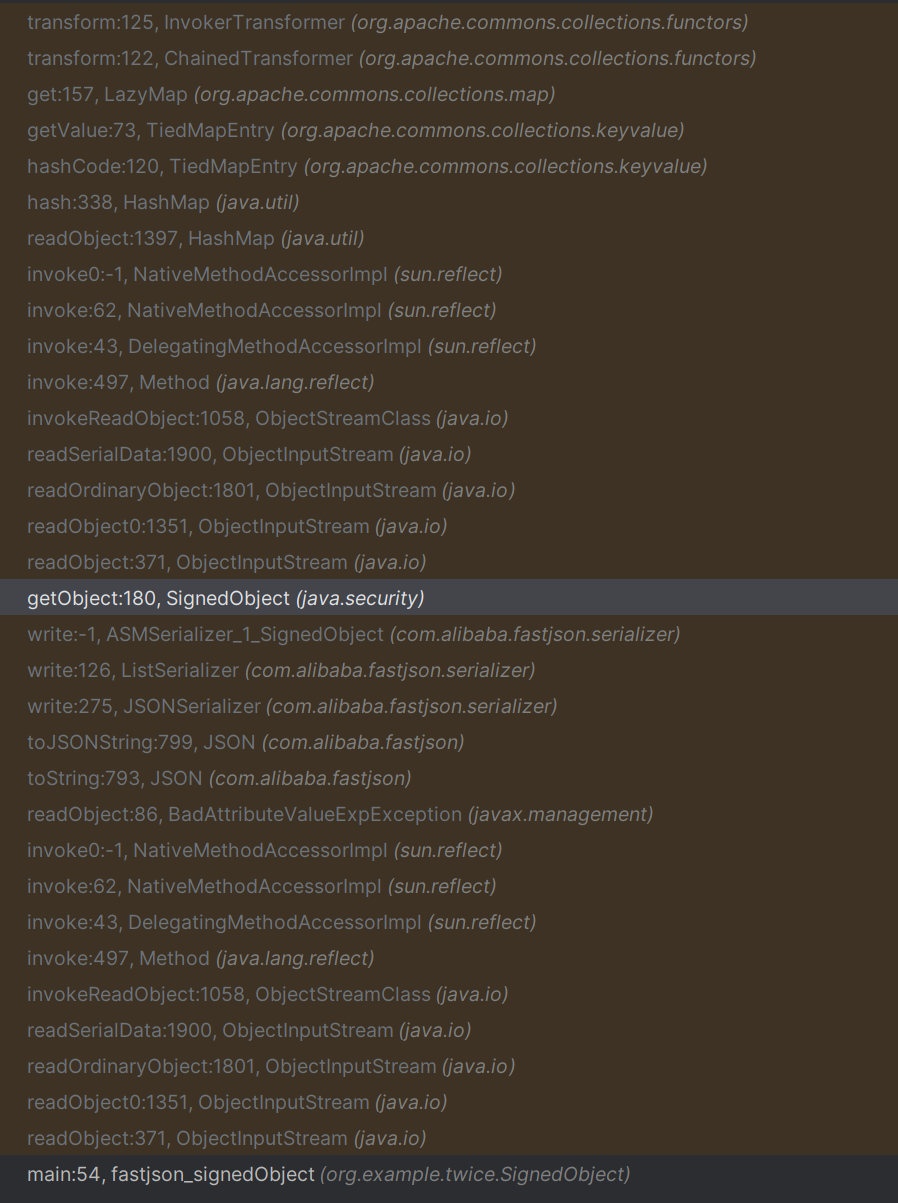 transform:125, InvokerTransformer (org.apache.commons.collections.functors)
transform:122, ChainedTransformer (org.apache.commons.collections.functors)
get:157, LazyMap (org.apache.commons.collections.map)
getValue:73, TiedMapEntry (org.apache.commons.collections.keyvalue)
hashCode:120, TiedMapEntry (org.apache.commons.collections.keyvalue)
hash:338, HashMap (java.util)
readObject:1397, HashMap (java.util)
invoke0:-1, NativeMethodAccessorImpl (sun.reflect)
invoke:62, NativeMethodAccessorImpl (sun.reflect)
invoke:43, DelegatingMethodAccessorImpl (sun.reflect)
invoke:497, Method (java.lang.reflect)
invokeReadObject:1058, ObjectStreamClass (java.io)
readSerialData:1900, ObjectInputStream (java.io)
readOrdinaryObject:1801, ObjectInputStream (java.io)
readObject0:1351, ObjectInputStream (java.io)
readObject:371, ObjectInputStream (java.io)
getObject:180, SignedObject (java.security)
write:-1, ASMSerializer_1_SignedObject (com.alibaba.fastjson.serializer)
write:126, ListSerializer (com.alibaba.fastjson.serializer)
write:275, JSONSerializer (com.alibaba.fastjson.serializer)
toJSONString:799, JSON (com.alibaba.fastjson)
toString:793, JSON (com.alibaba.fastjson)
readObject:86, BadAttributeValueExpException (javax.management)
invoke0:-1, NativeMethodAccessorImpl (sun.reflect)
invoke:62, NativeMethodAccessorImpl (sun.reflect)
invoke:43, DelegatingMethodAccessorImpl (sun.reflect)
invoke:497, Method (java.lang.reflect)
invokeReadObject:1058, ObjectStreamClass (java.io)
readSerialData:1900, ObjectInputStream (java.io)
readOrdinaryObject:1801, ObjectInputStream (java.io)
readObject0:1351, ObjectInputStream (java.io)
readObject:371, ObjectInputStream (java.io)
main:54, fastjson_signedObject (org.example.twice.SignedObject)